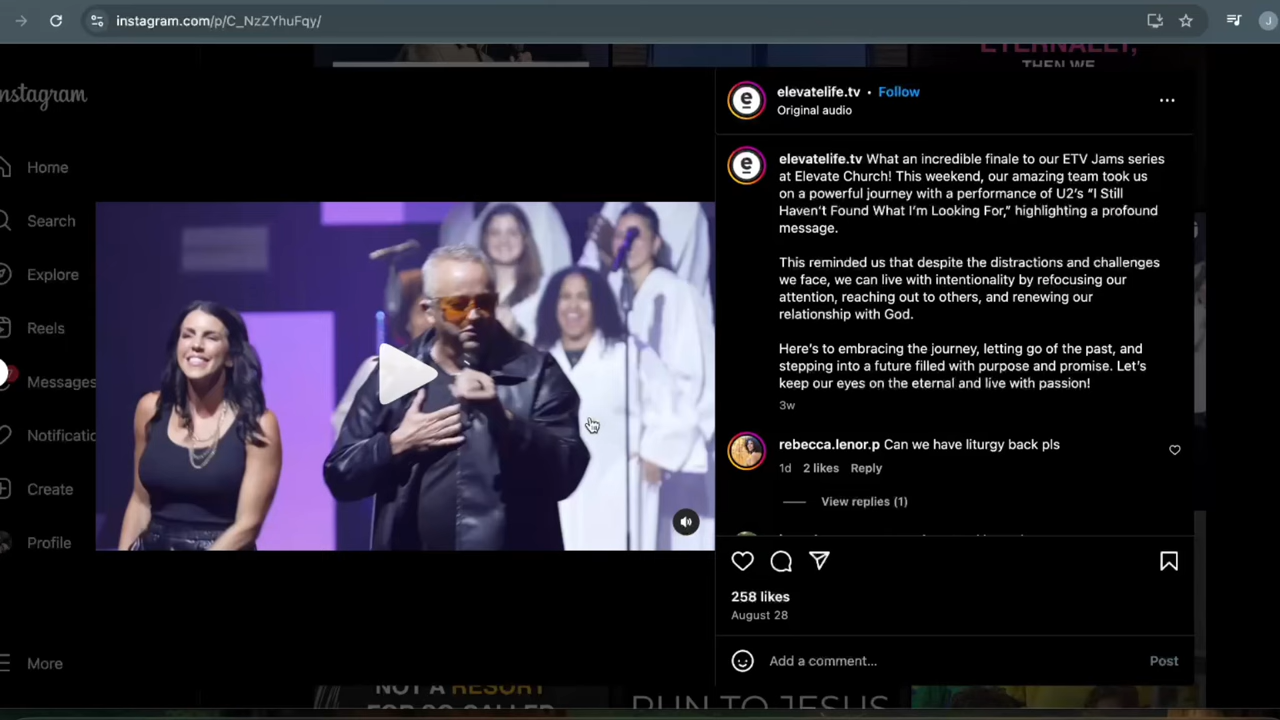 instagram.com/p/C_NzZYhuFqy/
J
ETERNALLY,
THEN WE
Instagram
Home
Search
Explore
Reels
Messages
Notificatio
Create
Profile
More
elevatelife.tv • Follow
Original audio
elevatelife.tv What an incredible finale to our ETV Jams series
at Elevate Church! This weekend, our amazing team took us
on a powerful journey with a performance of U2’s “I Still
Haven’t Found What I’m Looking For,” highlighting a profound
message.
This reminded us that despite the distractions and challenges
we face, we can live with intentionality by refocusing our
attention, reaching out to others, and renewing our
relationship with God.
Here’s to embracing the journey, letting go of the past, and
stepping into a future filled with purpose and promise. Let’s
keep our eyes on the eternal and live with passion!
3w
rebecca.lenor.p Can we have liturgy back pls
1d 2 likes Reply
View replies (1)
258 likes
August 28
Add a comment...
Post
NOT A RESORT
FOR SO CALLED
RUN TO JESUS